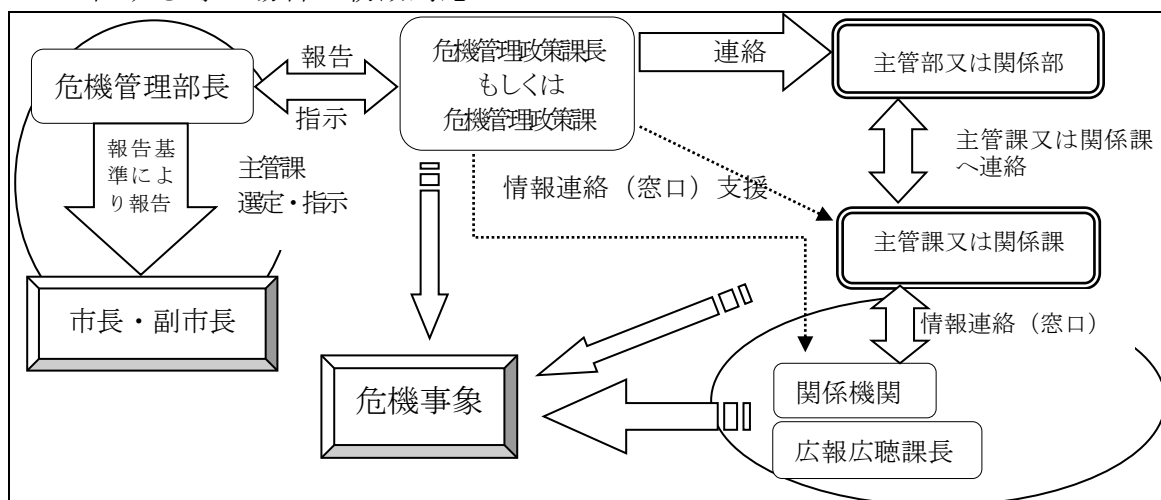 危機管理部長
報告
指示
危機管理政策課長
もしくは
危機管理政策課
連絡
主管部又は関係部
報告基
準によ
り報告
主管課
選定・指示
情報連絡（窓口）支援
主管課又は関係課
へ連絡
主管課又は関係課
市長・副市長
危機事象
情報連絡（窓口）
関係機関
広報広聴課長